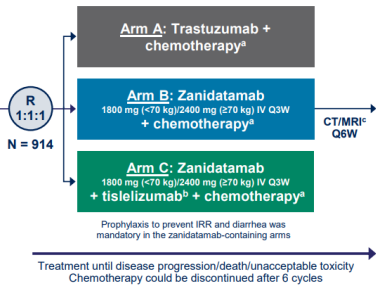 Arm A: Trastuzumab +
chemotherapyᵃ
R
1:1:1
N = 914
Arm B: Zanidatamab
1800 mg (<70 kg)/2400 mg (≥70 kg) IV Q3W
+ chemotherapyᵃ
CT/MRIᶜ
Q6W
Arm C: Zanidatamab
1800 mg (<70 kg)/2400 mg (≥70 kg) IV Q3W
+ tislelizumabᵇ + chemotherapyᵃ
Prophylaxis to prevent IRR and diarrhea was
mandatory in the zanidatamab-containing arms
Treatment until disease progression/death/unacceptable toxicity
Chemotherapy could be discontinued after 6 cycles